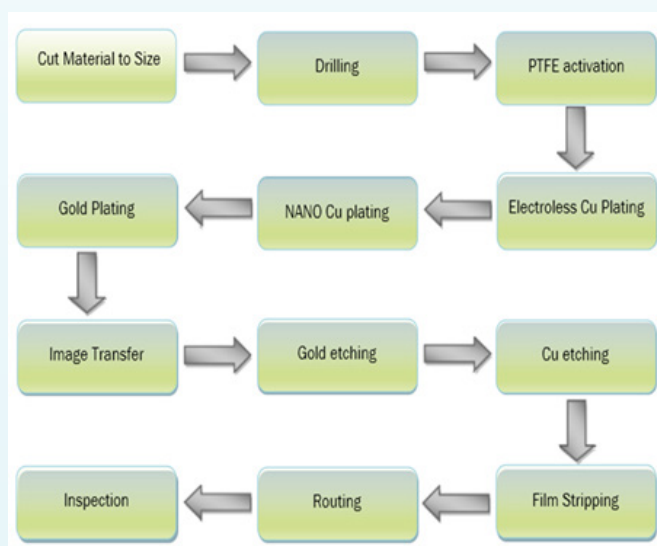 Cut Material to Size
Drilling
PTFE activation
Electroless Cu Plating
NANO Cu plating
Gold Plating
Image Transfer
Gold etching
Cu etching
Film Stripping
Routing
Inspection